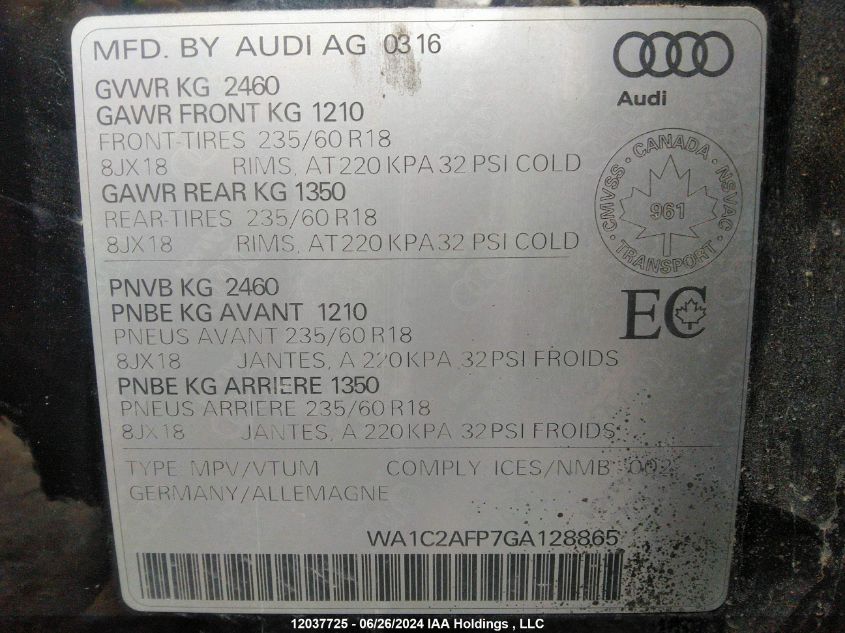 MFD. BY AUDI AG 0316
Audi
GVWR KG 2460
GAWR FRONT KG 1210
FRONT-TIRES 235/60 R18
8JX18 RIMS, AT 220 KPA 32 PSI COLD
GAWR REAR KG 1350
REAR-TIRES 235/60 R18
8JX18 RIMS, AT 220 KPA 32 PSI COLD
CMVSS · CANADA · NSVAC · TRANSPORT ·
961
PNVB KG 2460
PNBE KG AVANT 1210
PNEUS AVANT 235/60 R18
8JX18 JANTES, A 220 KPA 32 PSI FROIDS
EC
PNBE KG ARRIERE 1350
PNEUS ARRIERE 235/60 R18
8JX18 JANTES, A 220 KPA 32 PSI FROIDS
TYPE MPV/VTUM COMPLY ICES/NMB 002
GERMANY/ALLEMAGNE
WA1C2AFP7GA128865
12037725 - 06/26/2024 IAA Holdings , LLC